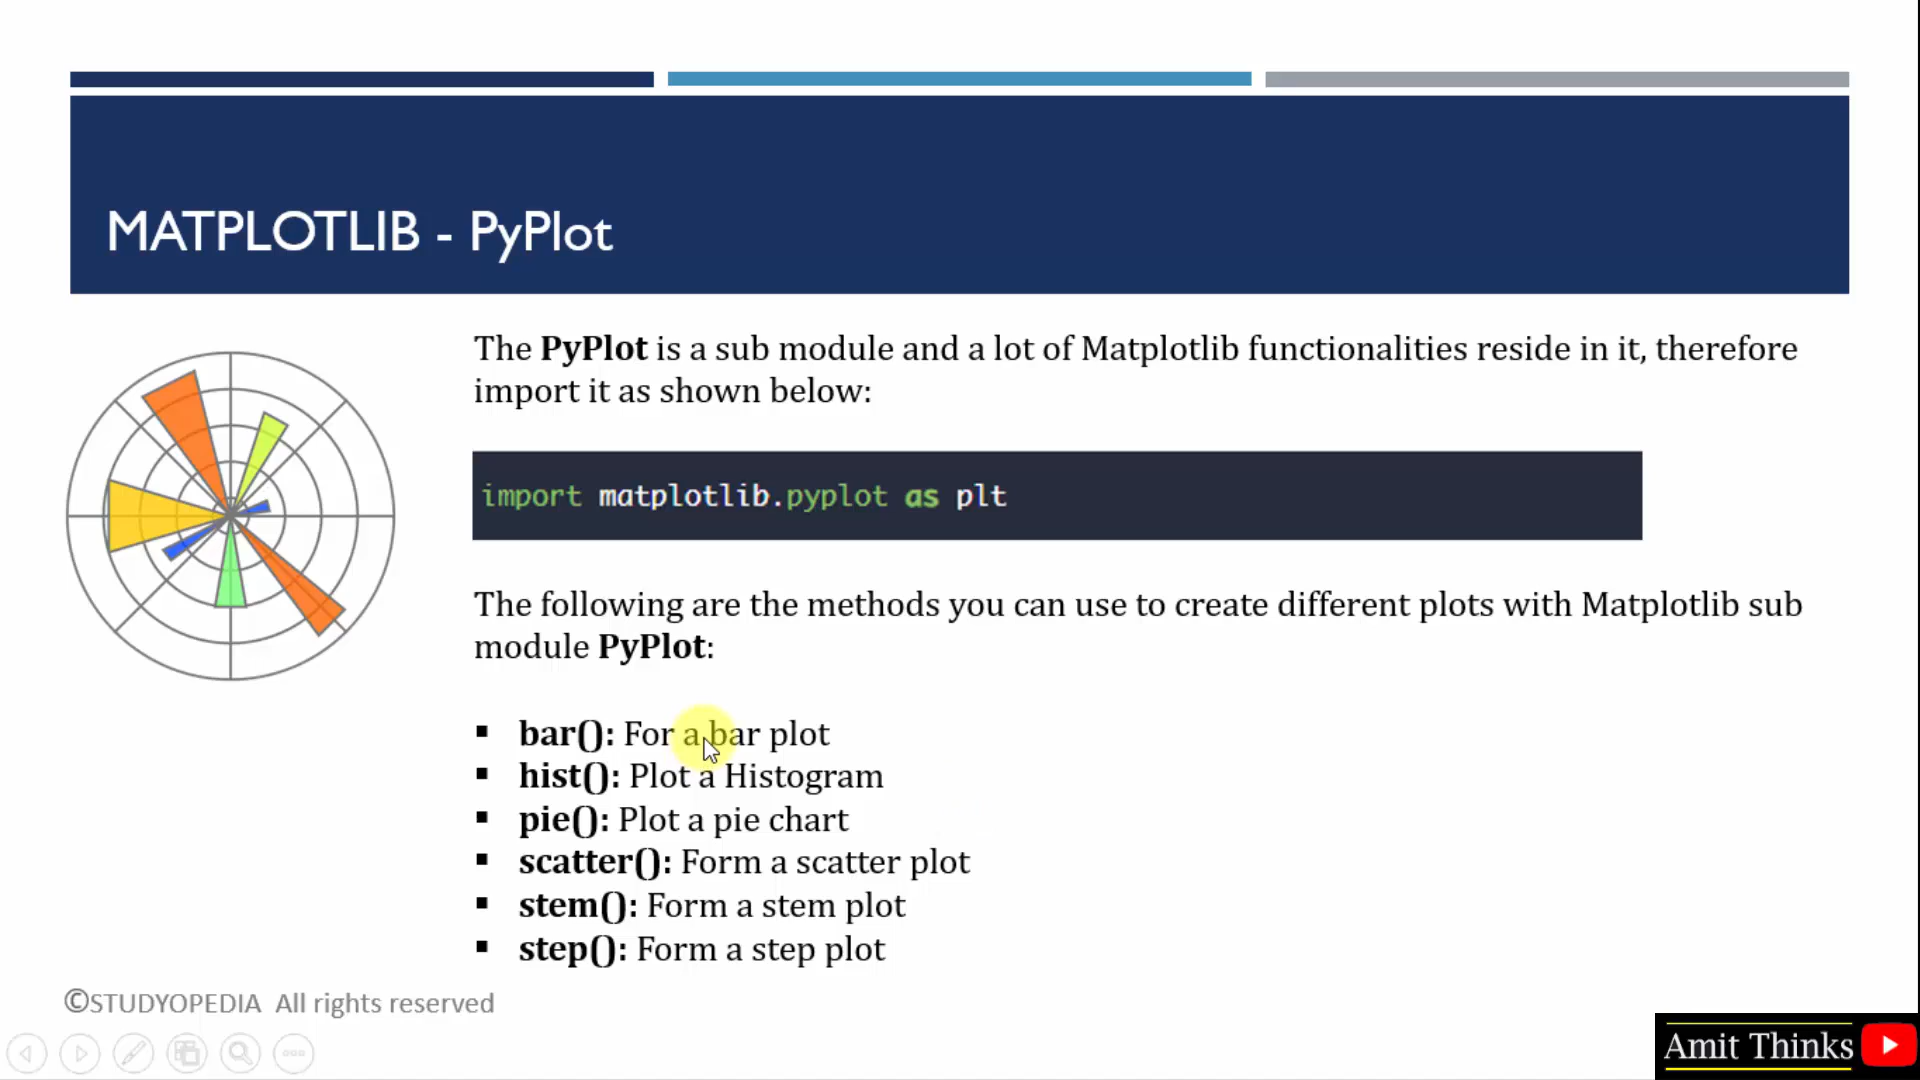 MATPLOTLIB - PyPlot
The PyPlot is a sub module and a lot of Matplotlib functionalities reside in it, therefore
import it as shown below:
import matplotlib.pyplot as plt
The following are the methods you can use to create different plots with Matplotlib sub
module PyPlot:
▪ bar(): For a bar plot
▪ hist(): Plot a Histogram
▪ pie(): Plot a pie chart
▪ scatter(): Form a scatter plot
▪ stem(): Form a stem plot
▪ step(): Form a step plot
©STUDYOPEDIA All rights reserved
Amit Thinks